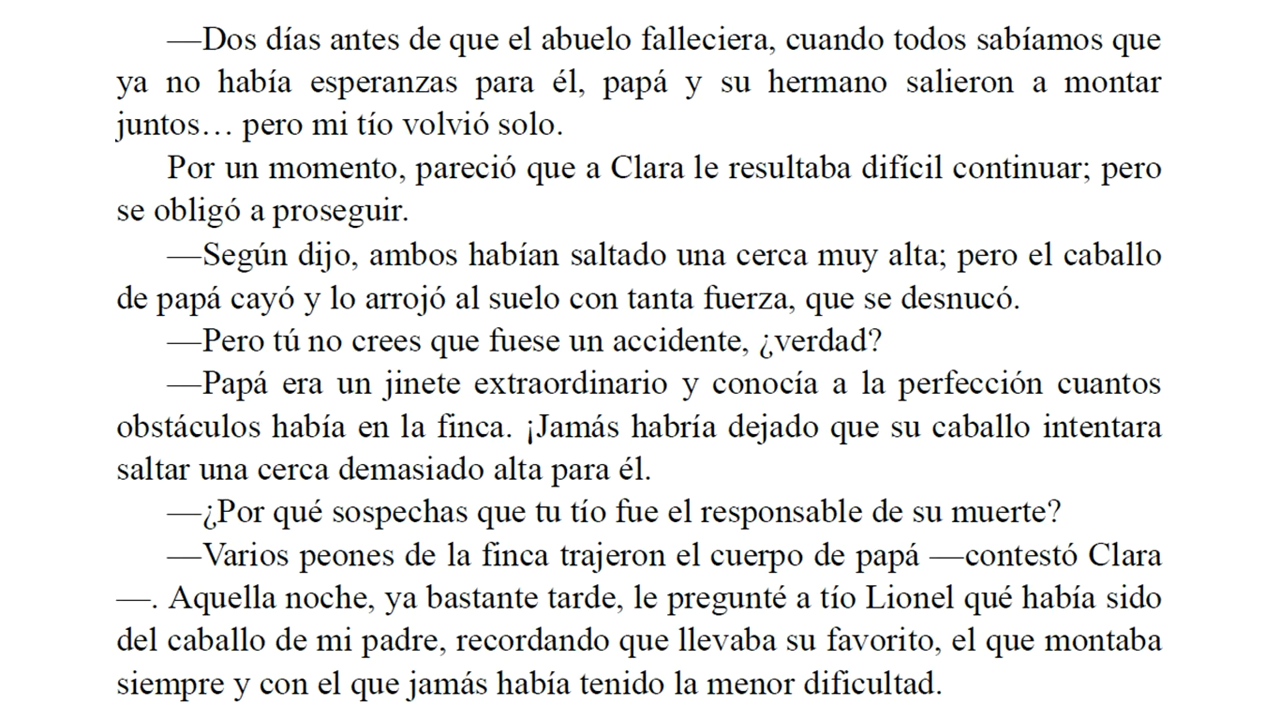 —Dos días antes de que el abuelo falleciera, cuando todos sabíamos que
ya no había esperanzas para él, papá y su hermano salieron a montar
juntos… pero mi tío volvió solo.
Por un momento, pareció que a Clara le resultaba difícil continuar; pero
se obligó a proseguir.
—Según dijo, ambos habían saltado una cerca muy alta; pero el caballo
de papá cayó y lo arrojó al suelo con tanta fuerza, que se desnucó.
—Pero tú no crees que fuese un accidente, ¿verdad?
—Papá era un jinete extraordinario y conocía a la perfección cuantos
obstáculos había en la finca. ¡Jamás habría dejado que su caballo intentara
saltar una cerca demasiado alta para él.
—¿Por qué sospechas que tu tío fue el responsable de su muerte?
—Varios peones de la finca trajeron el cuerpo de papá —contestó Clara
—. Aquella noche, ya bastante tarde, le pregunté a tío Lionel qué había sido
del caballo de mi padre, recordando que llevaba su favorito, el que montaba
siempre y con el que jamás había tenido la menor dificultad.